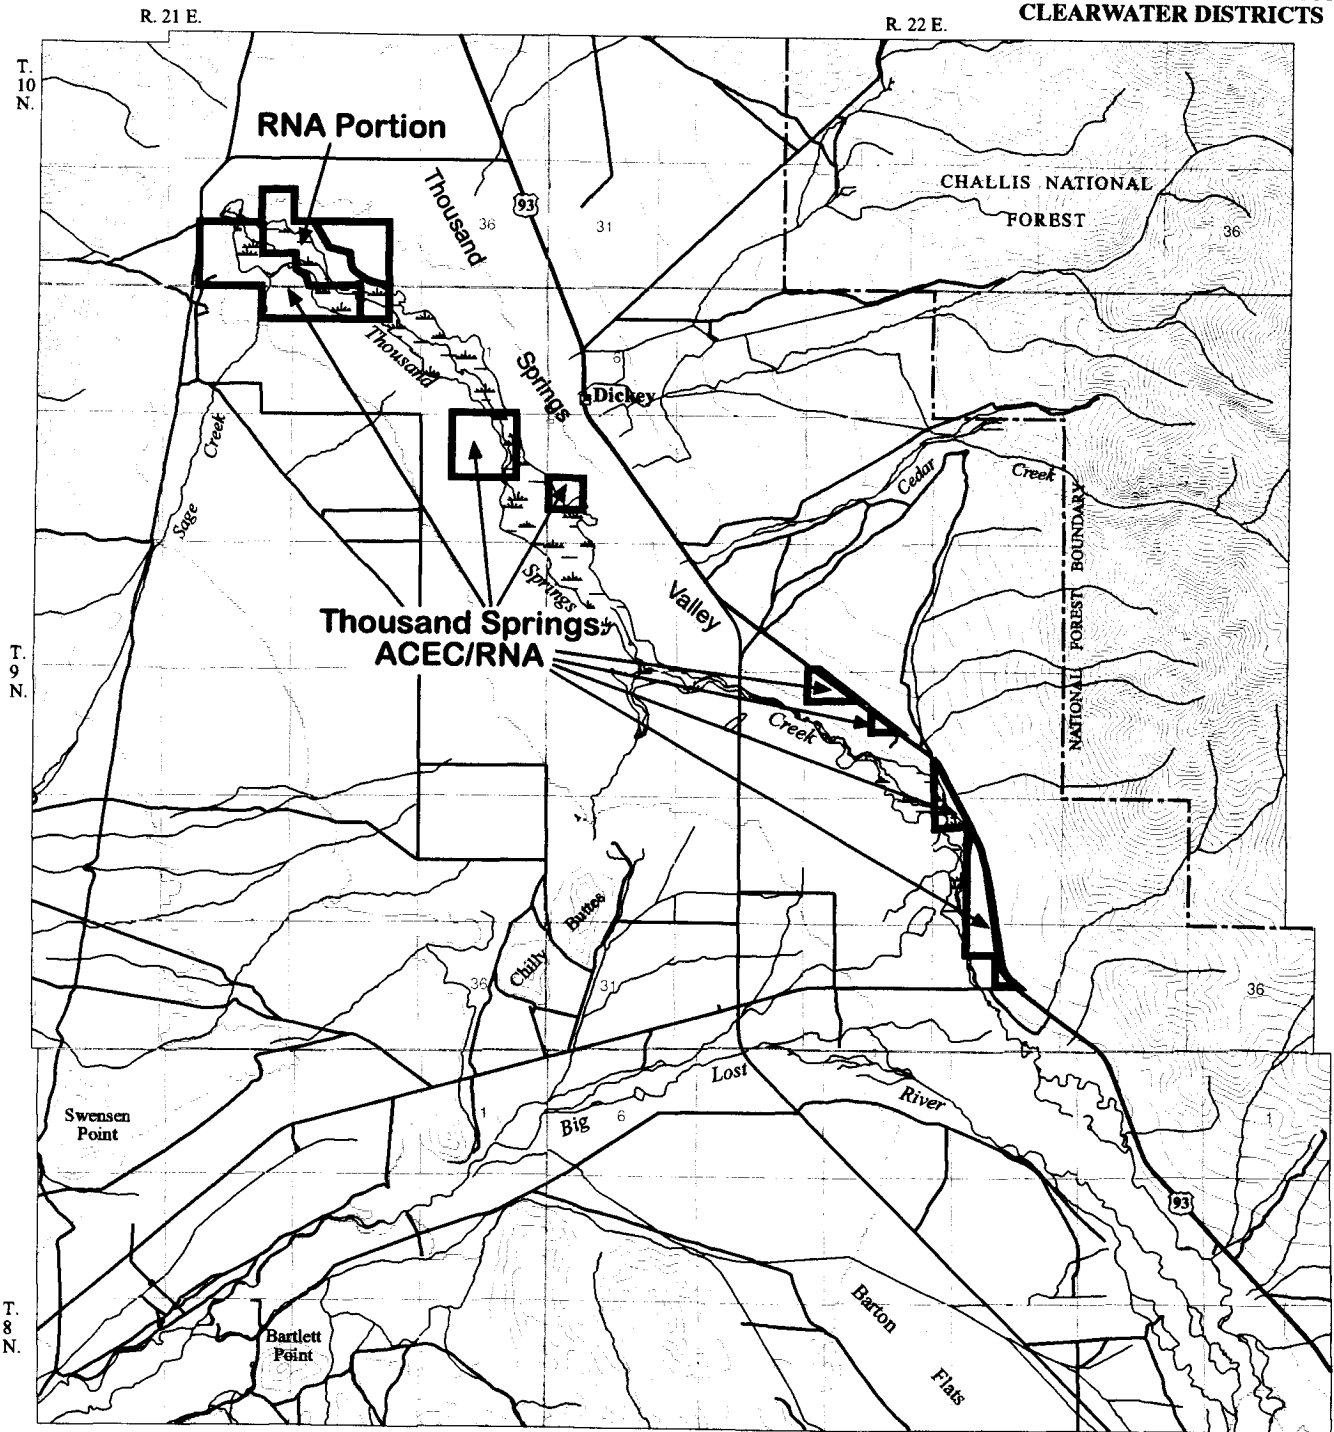 CLEARWATER DISTRICTS
R. 21 E.
R. 22 E.
T.
10
N.
RNA Portion
Thousand
93
36
31
CHALLIS NATIONAL
FOREST
36
Thousand
Springs
6
Dickey
Creek
Sage
Cedar
Creek
NATIONAL FOREST BOUNDARY
Springs
Valley
Thousand Springs
ACEC/RNA
T.
9
N.
Creek
Chilly
Buttes
36
31
36
Swensen
Point
1
Big
6
Lost
River
1
93
T.
8
N.
Bartlett
Point
Barton
Flats